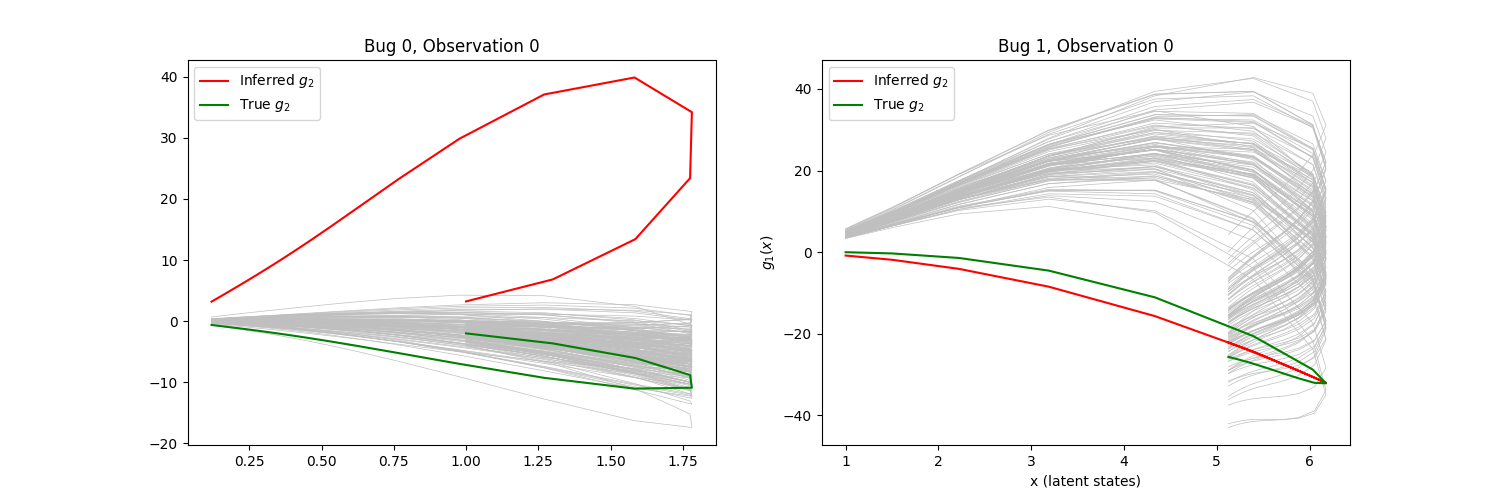 Bug 0, Observation 0
Inferred g₂
True g₂
40
30
20
10
0
−10
−20
0.25 0.50 0.75 1.00 1.25 1.50 1.75
Bug 1, Observation 0
Inferred g₂
True g₂
g₁(x)
40
20
0
−20
−40
1 2 3 4 5 6
x (latent states)